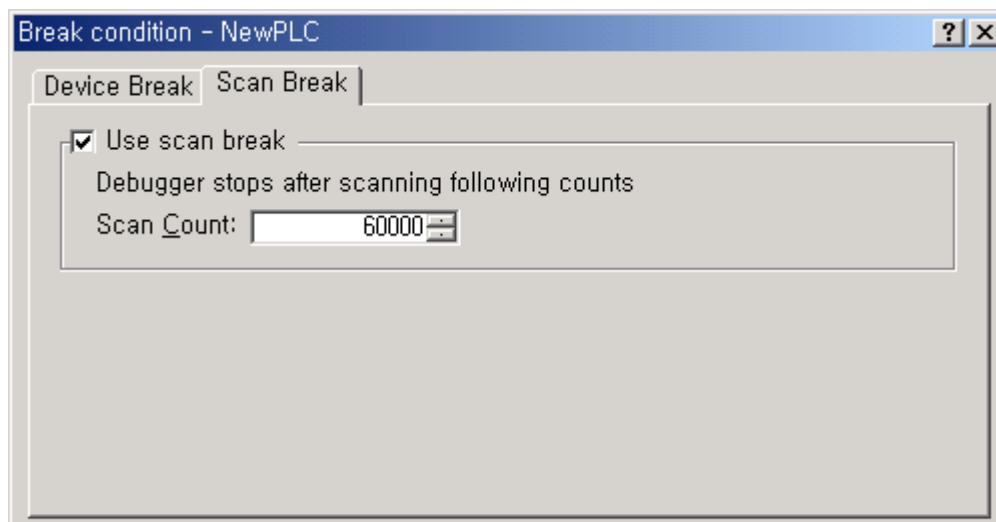 Break condition - NewPLC
Device Break Scan Break
Use scan break
Debugger stops after scanning following counts
Scan Count: 60000